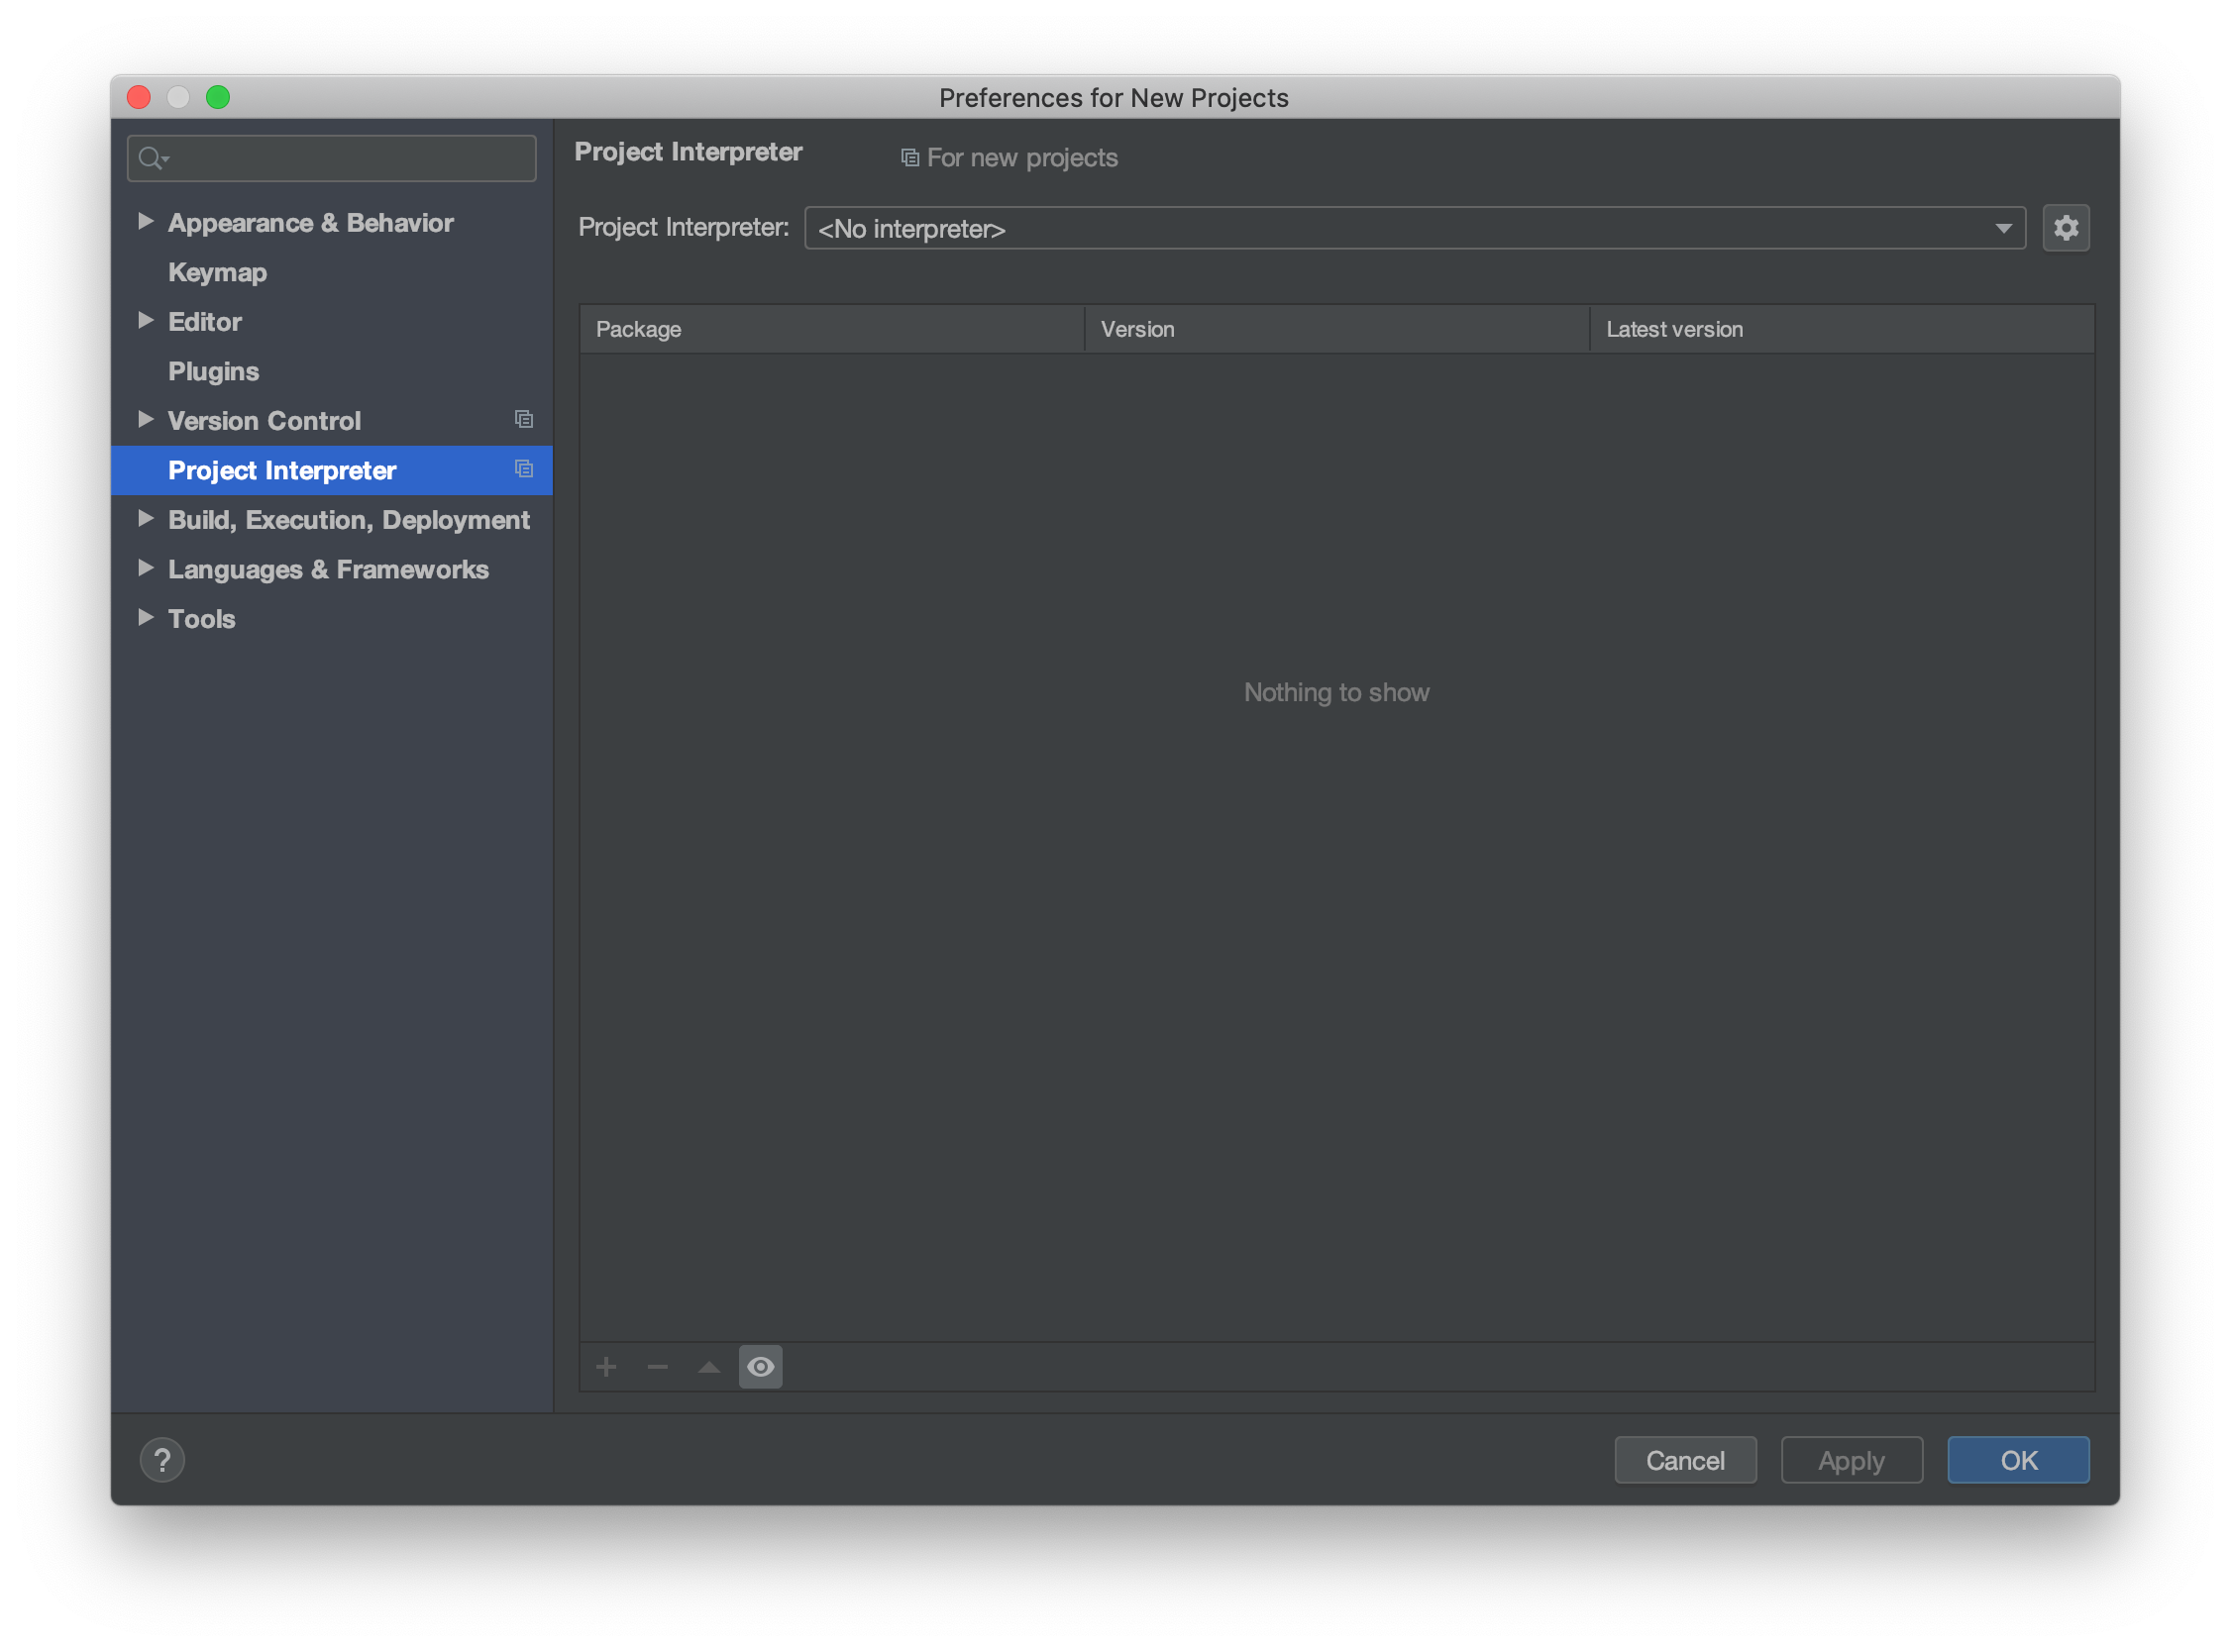 Preferences for New Projects
Appearance & Behavior
Keymap
Editor
Plugins
Version Control
Project Interpreter
Build, Execution, Deployment
Languages & Frameworks
Tools
Project Interpreter
For new projects
Project Interpreter: <No interpreter>
Package Version Latest version
Nothing to show
?
Cancel Apply OK